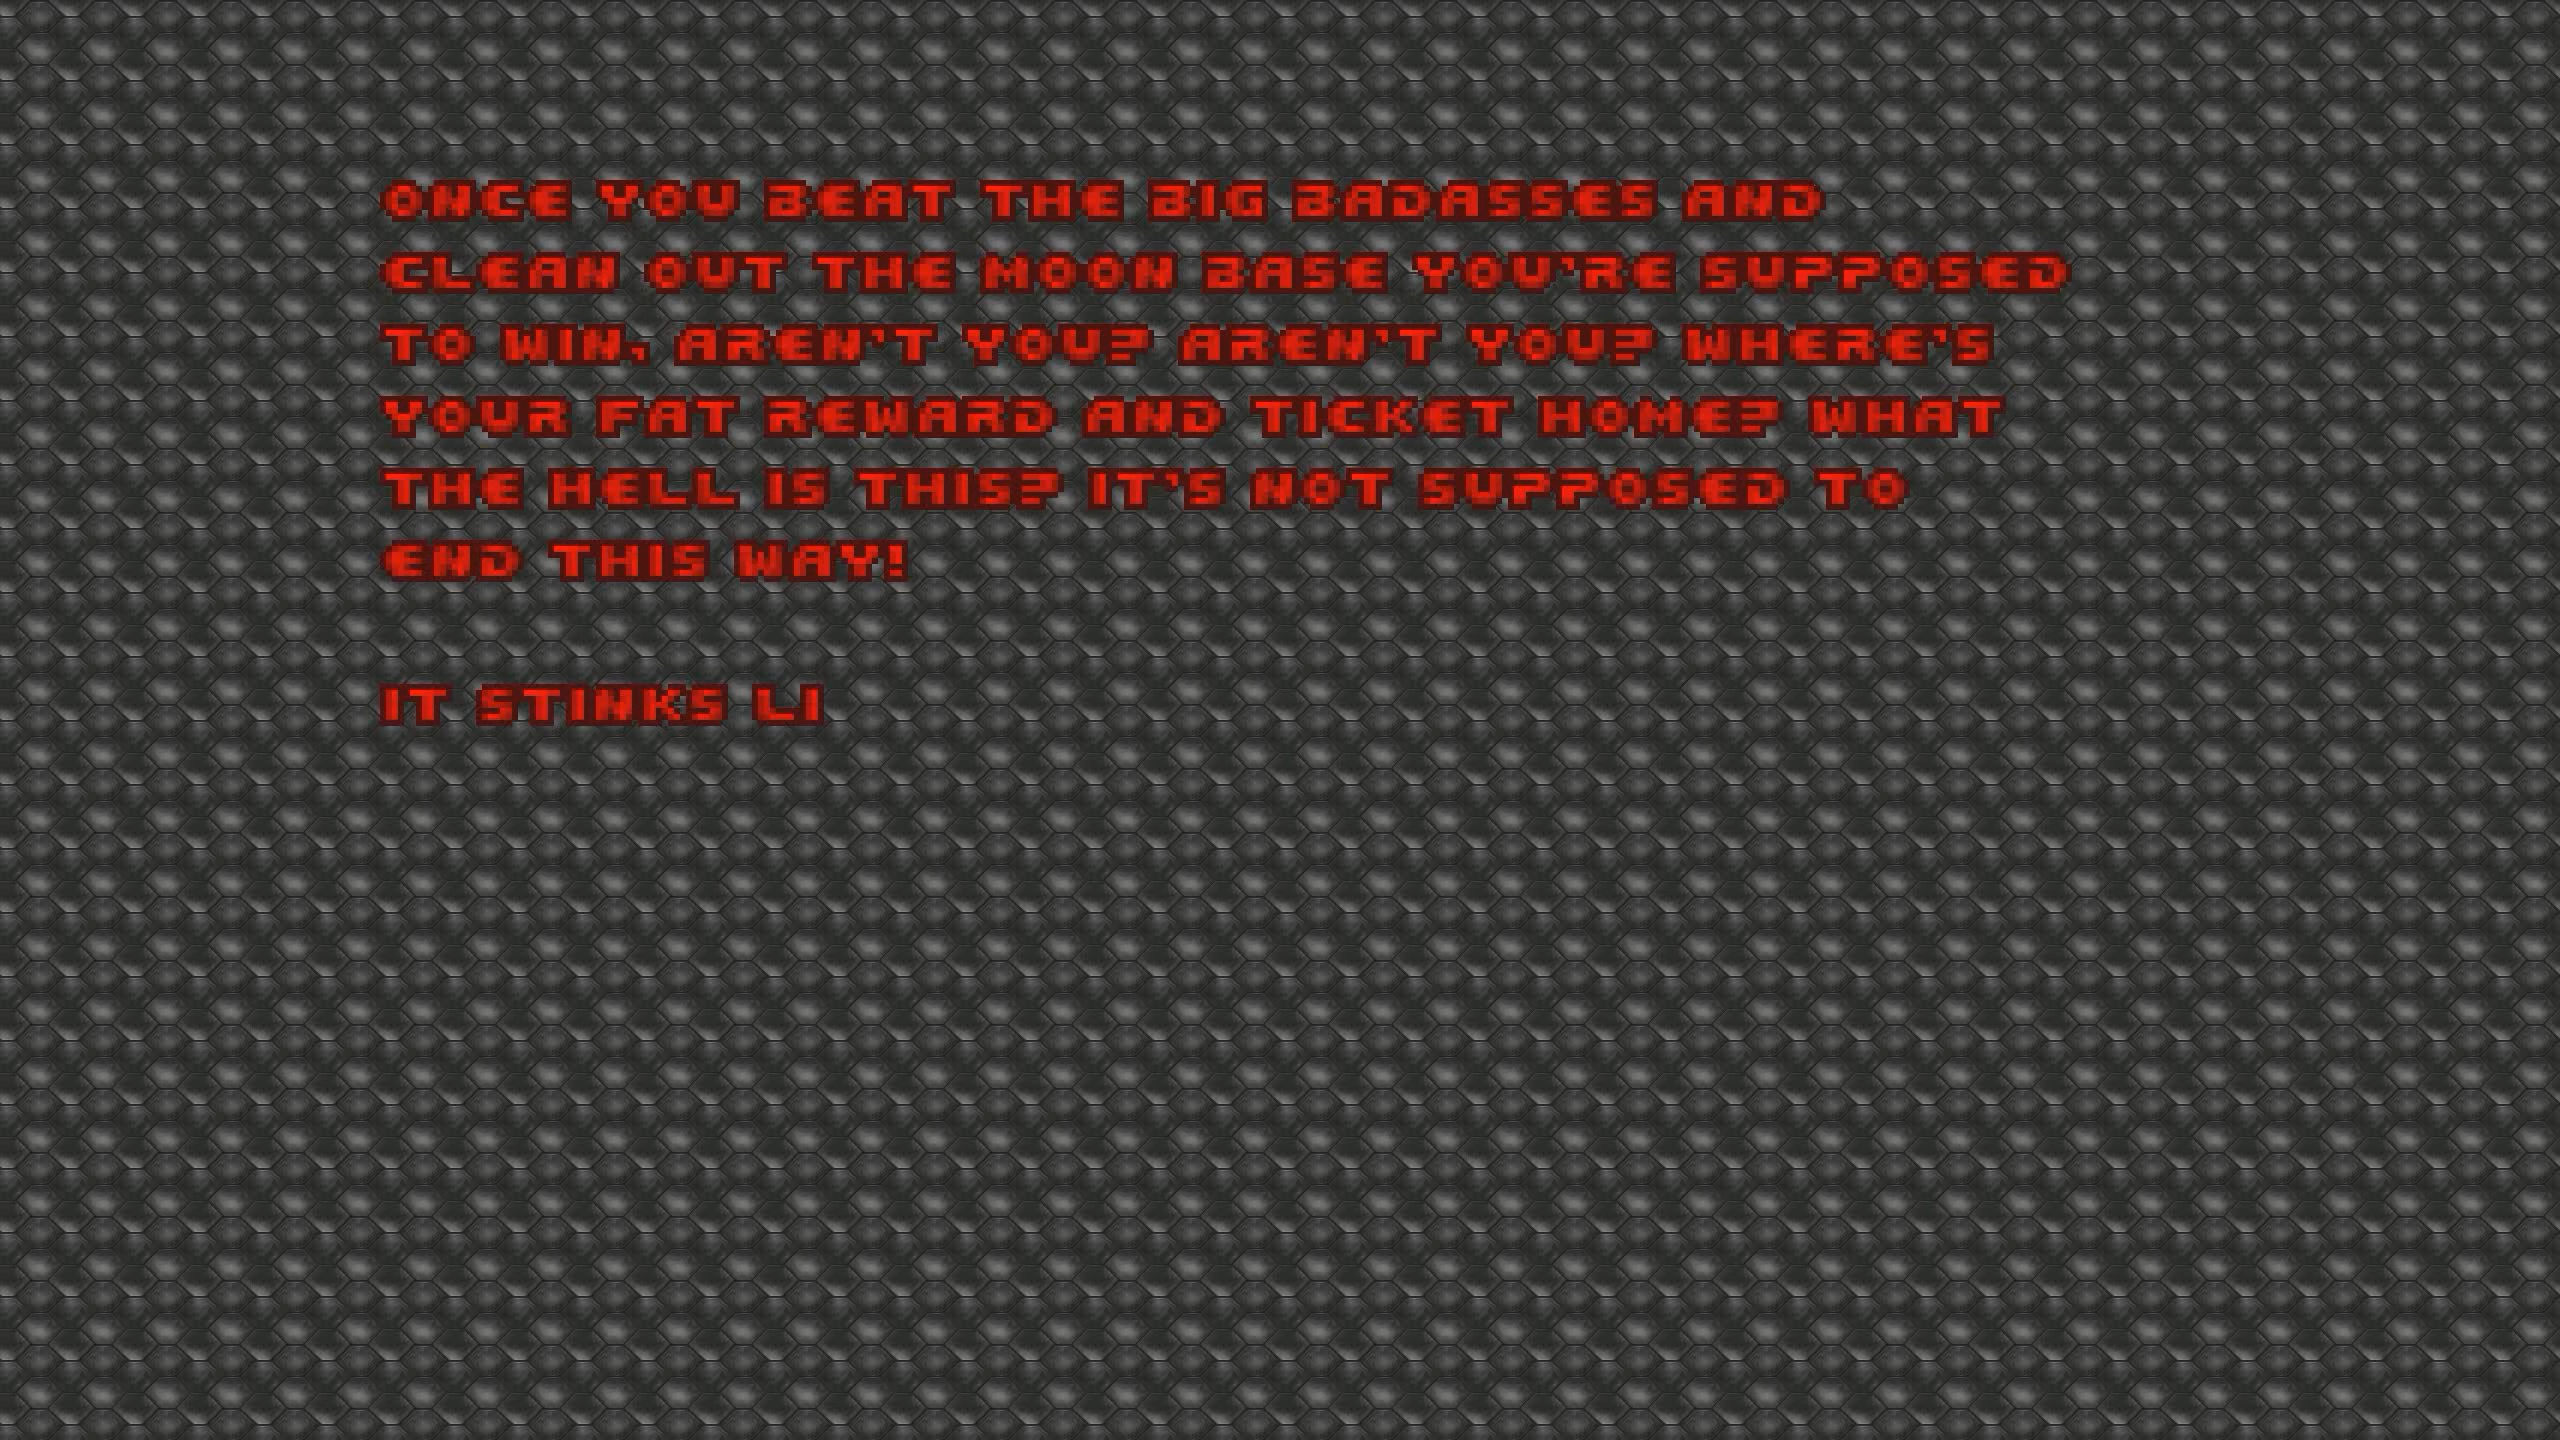 ONCE YOU BEAT THE BIG BADASSES AND
CLEAN OUT THE MOON BASE YOU'RE SUPPOSED
TO WIN, AREN'T YOU? AREN'T YOU? WHERE'S
YOUR FAT REWARD AND TICKET HOME? WHAT
THE HELL IS THIS? IT'S NOT SUPPOSED TO
END THIS WAY!
IT STINKS LI